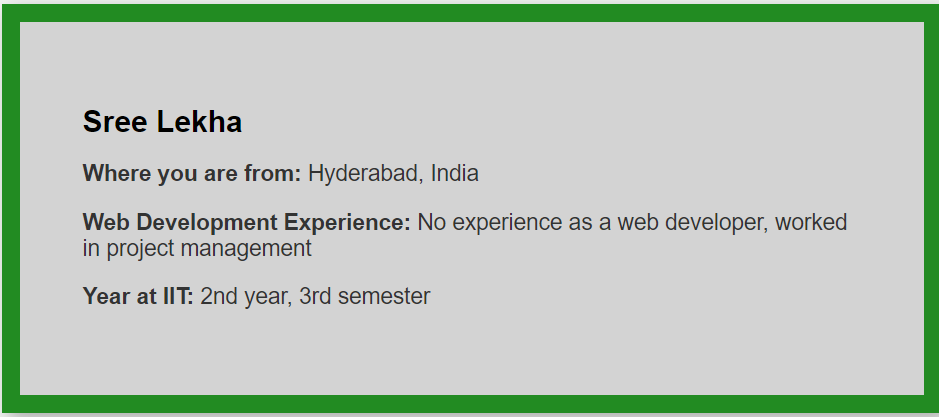 Sree Lekha
Where you are from: Hyderabad, India
Web Development Experience: No experience as a web developer, worked
in project management
Year at IIT: 2nd year, 3rd semester